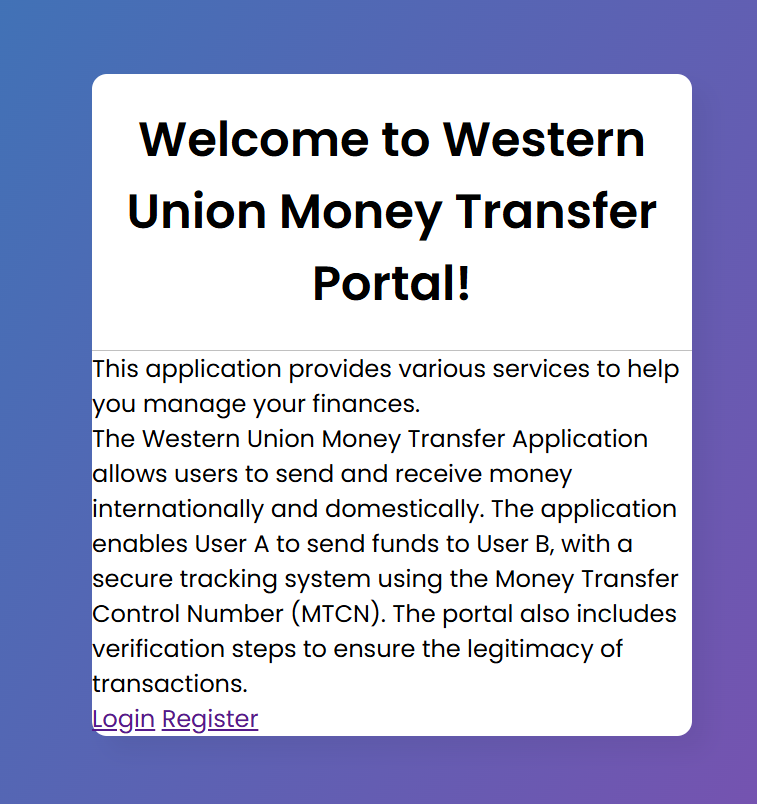 Welcome to Western
Union Money Transfer
Portal!
This application provides various services to help
you manage your finances.
The Western Union Money Transfer Application
allows users to send and receive money
internationally and domestically. The application
enables User A to send funds to User B, with a
secure tracking system using the Money Transfer
Control Number (MTCN). The portal also includes
verification steps to ensure the legitimacy of
transactions.
Login Register